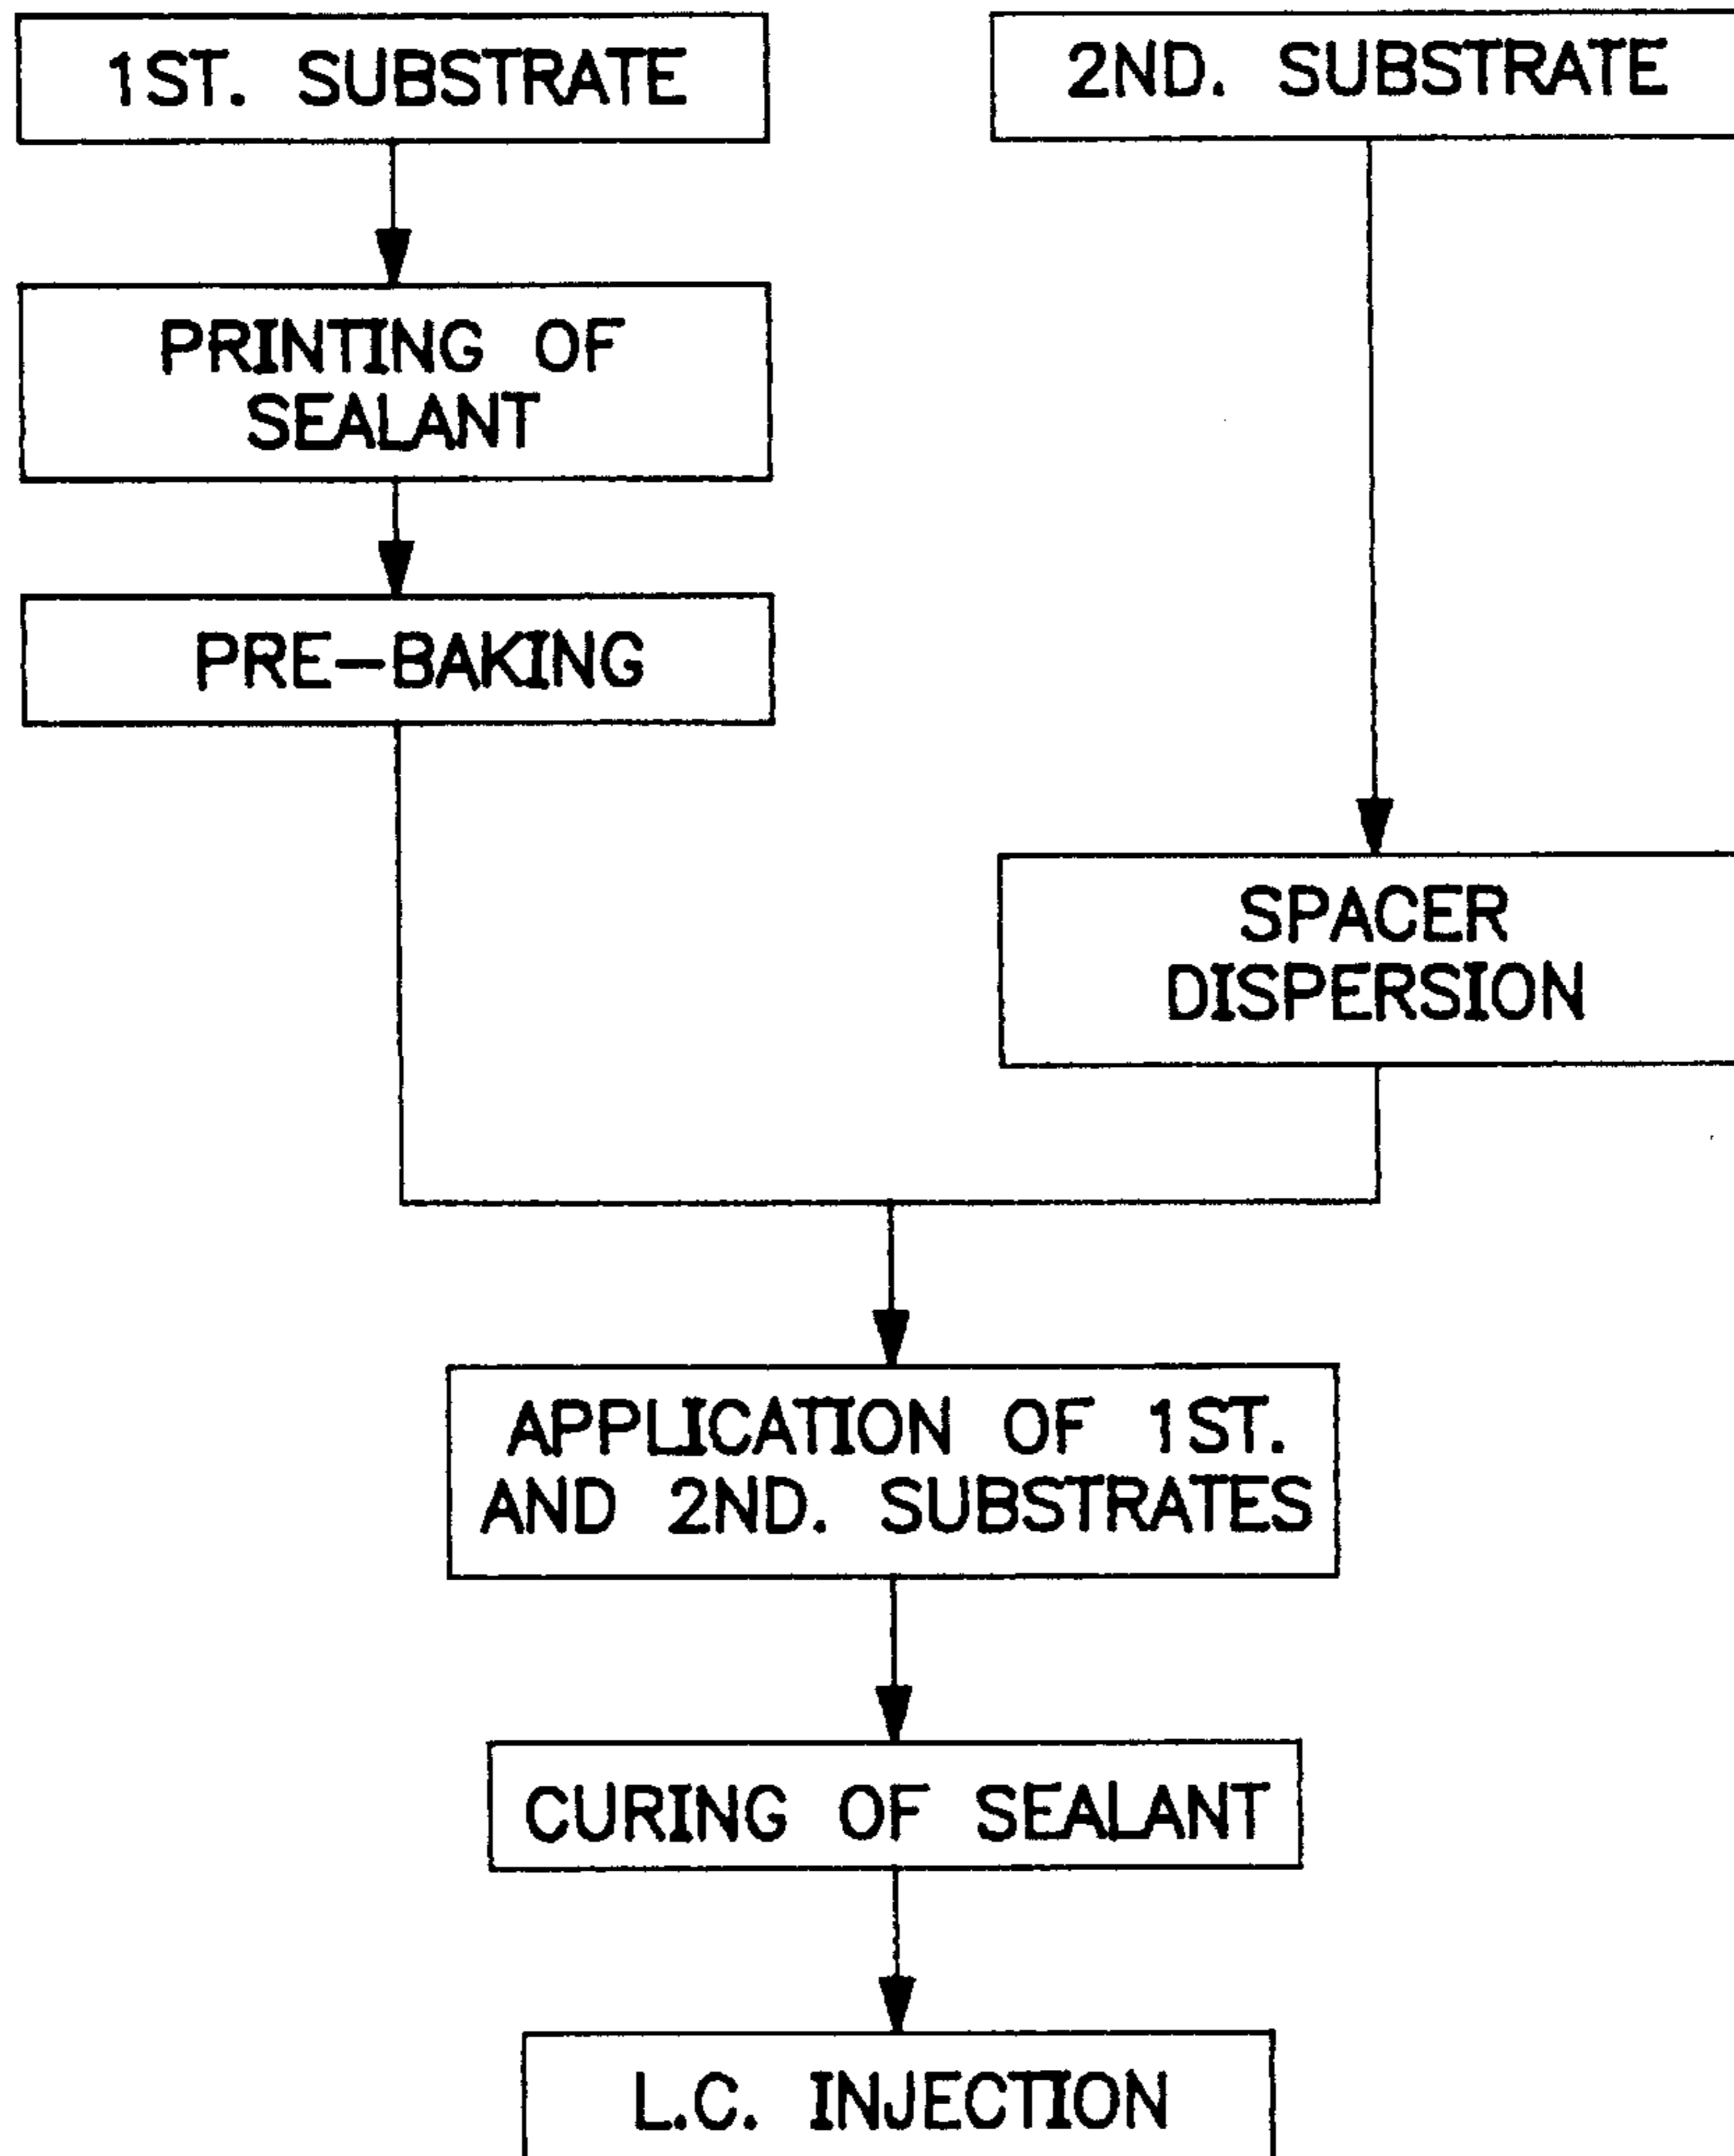 1ST. SUBSTRATE
2ND. SUBSTRATE
PRINTING OF
SEALANT
PRE-BAKING
SPACER
DISPERSION
APPLICATION OF 1ST.
AND 2ND. SUBSTRATES
CURING OF SEALANT
L.C. INJECTION